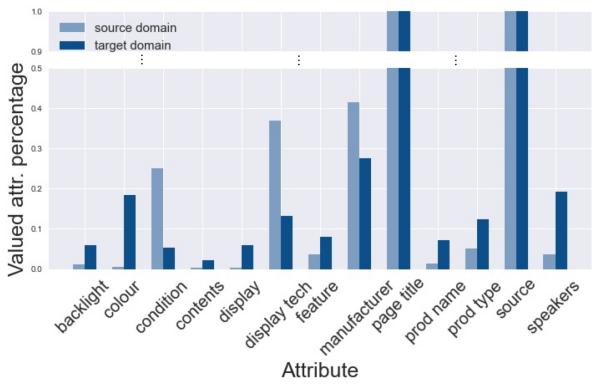 source domain
target domain
1.0
0.9
0.5
0.4
0.3
0.2
0.1
0.0
Valued attr. percentage
backlight
colour
condition
contents
display
display tech
feature
manufacturer
page title
prod name
prod type
source
speakers
Attribute